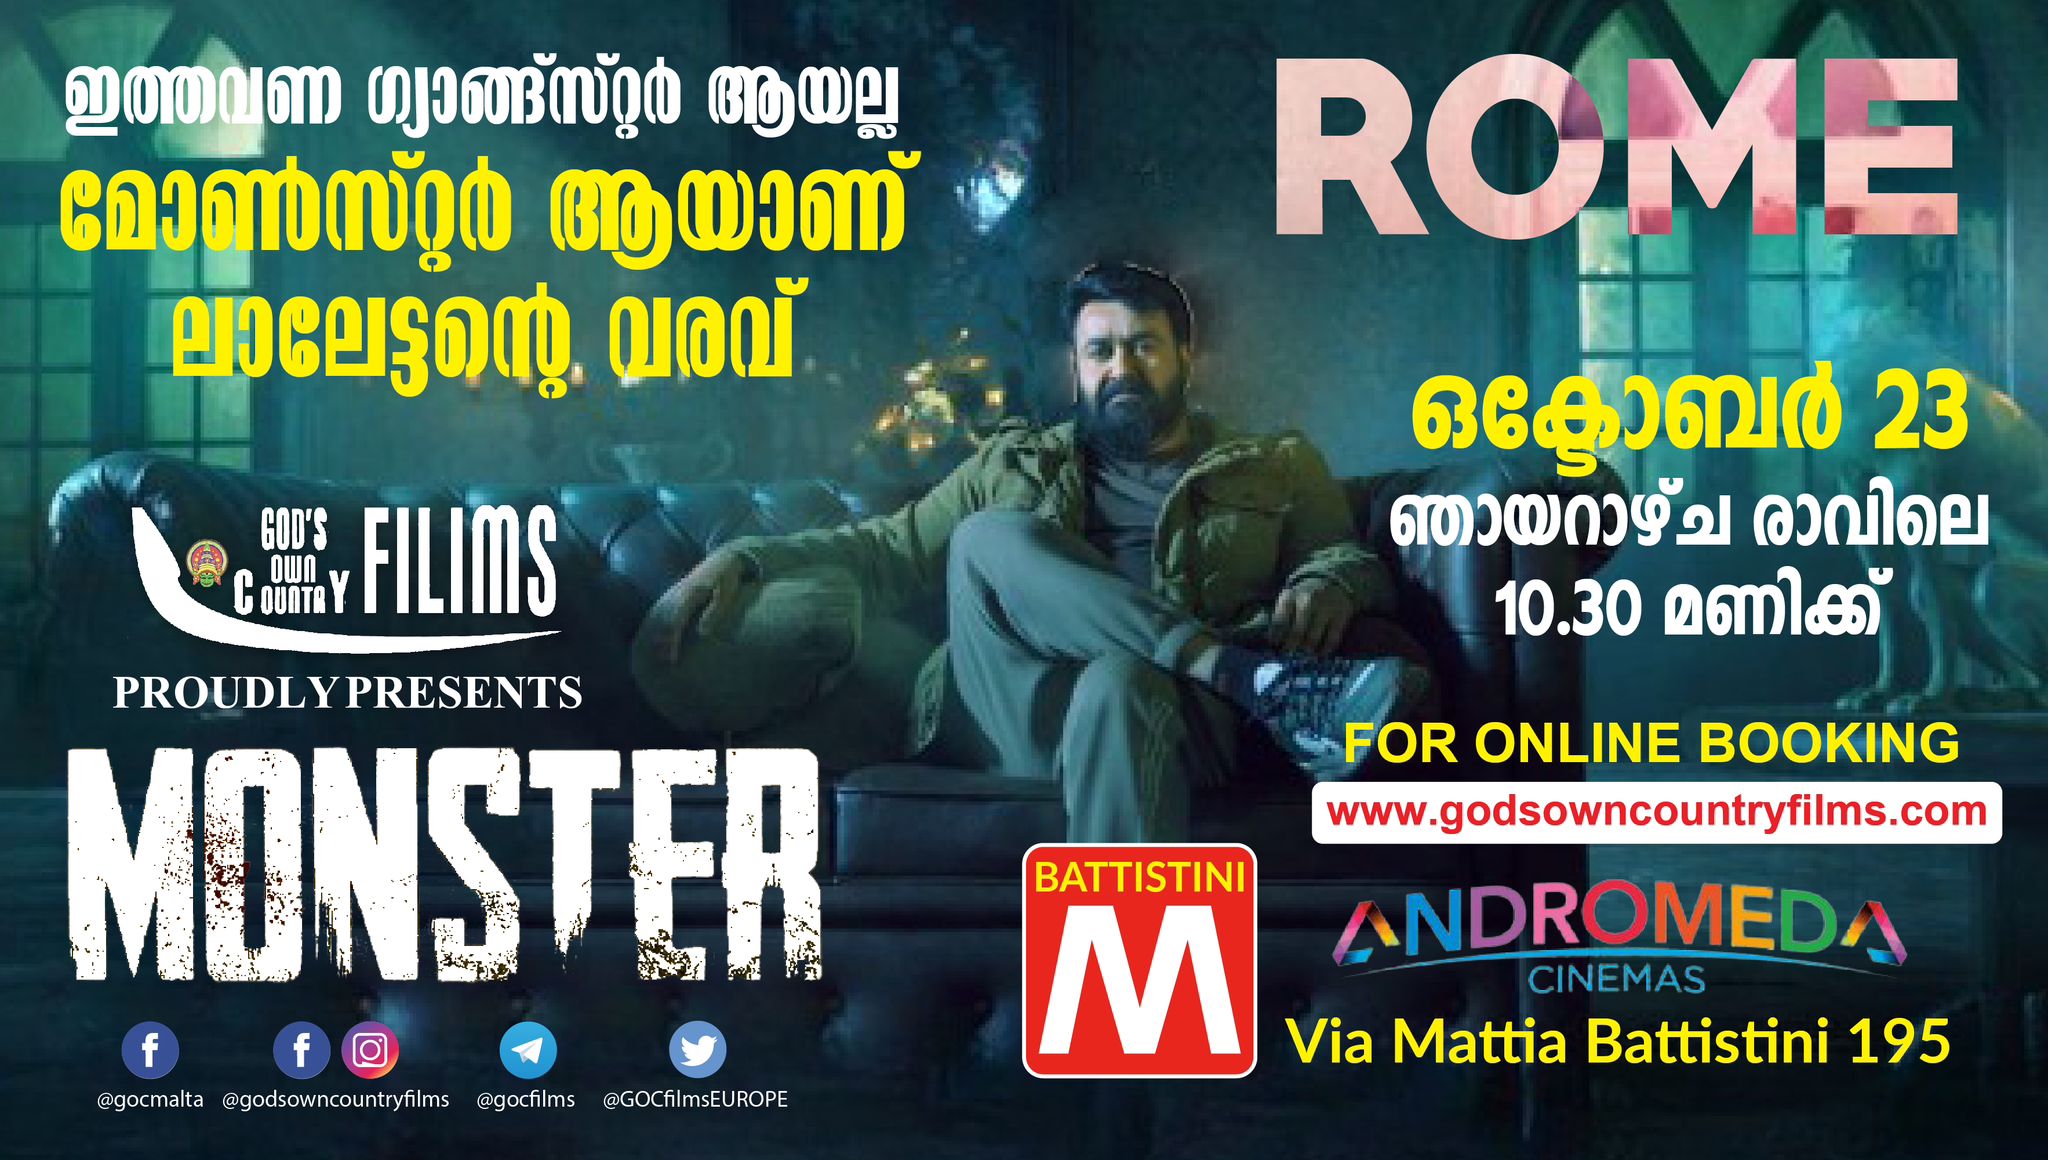 ഇത്തവണ ഗ്യാങ്ങ്സ്റ്റർ ആയല്ല
മോൺസ്റ്റർ ആയാണ്
ലാലേട്ടന്റെ വരവ്
GOD'S
OWN
COUNTRY
FILIMS
PROUDLY PRESENTS
MONSTER
@gocmalta
@godsowncountryfilms
@gocfilms
@GOCfilmsEUROPE
ROME
ഒക്ടോബർ 23
ഞായറാഴ്ച രാവിലെ
10.30 മണിക്ക്
FOR ONLINE BOOKING
www.godsowncountryfilms.com
BATTISTINI
M
ANDROMEDA
CINEMAS
Via Mattia Battistini 195